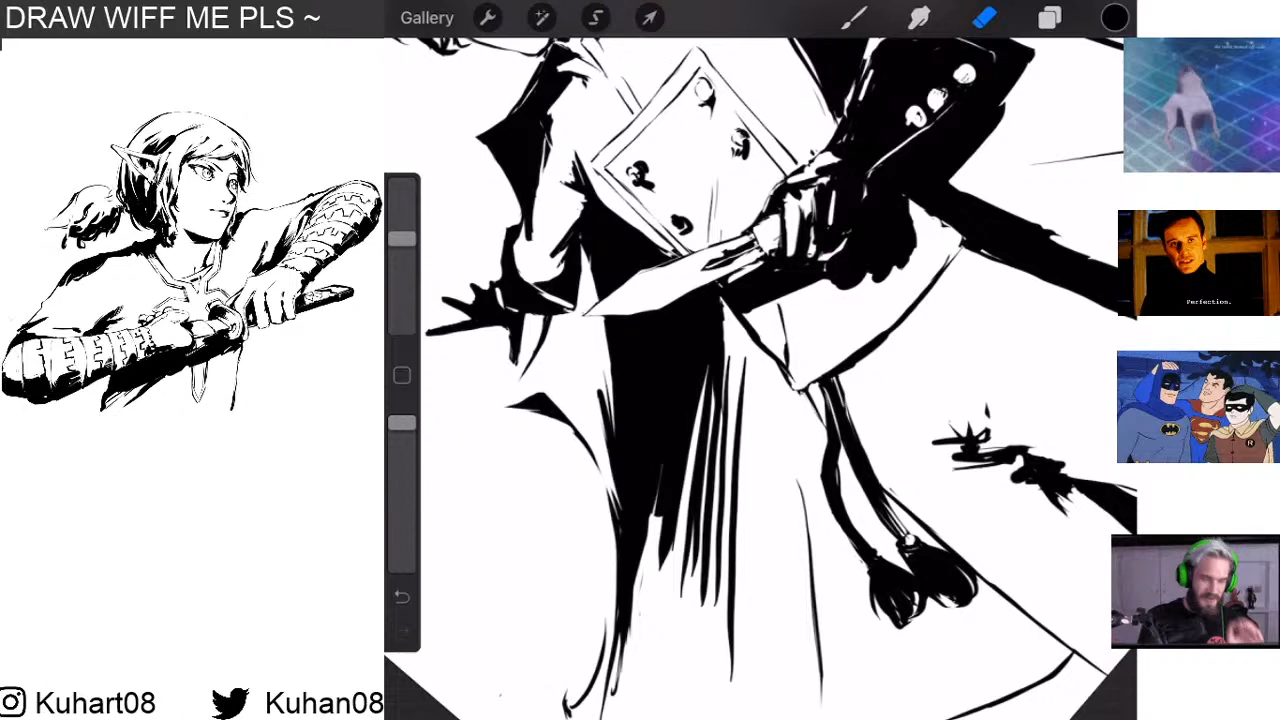 DRAW WIFF ME PLS ~
Gallery
Perfection.
Kuhart08
Kuhan08